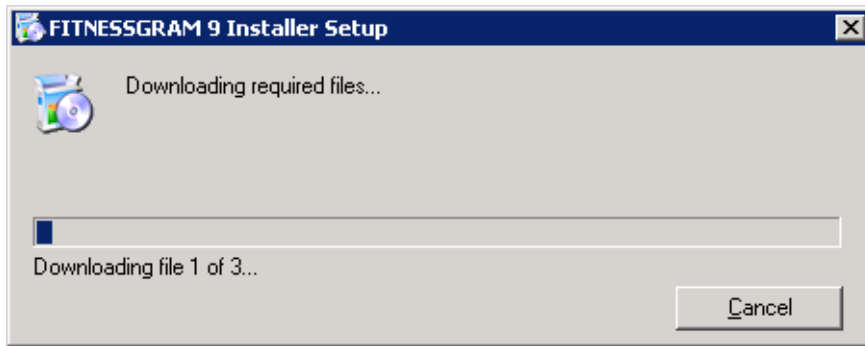 FITNESSGRAM 9 Installer Setup
Downloading required files...
Downloading file 1 of 3...
Cancel